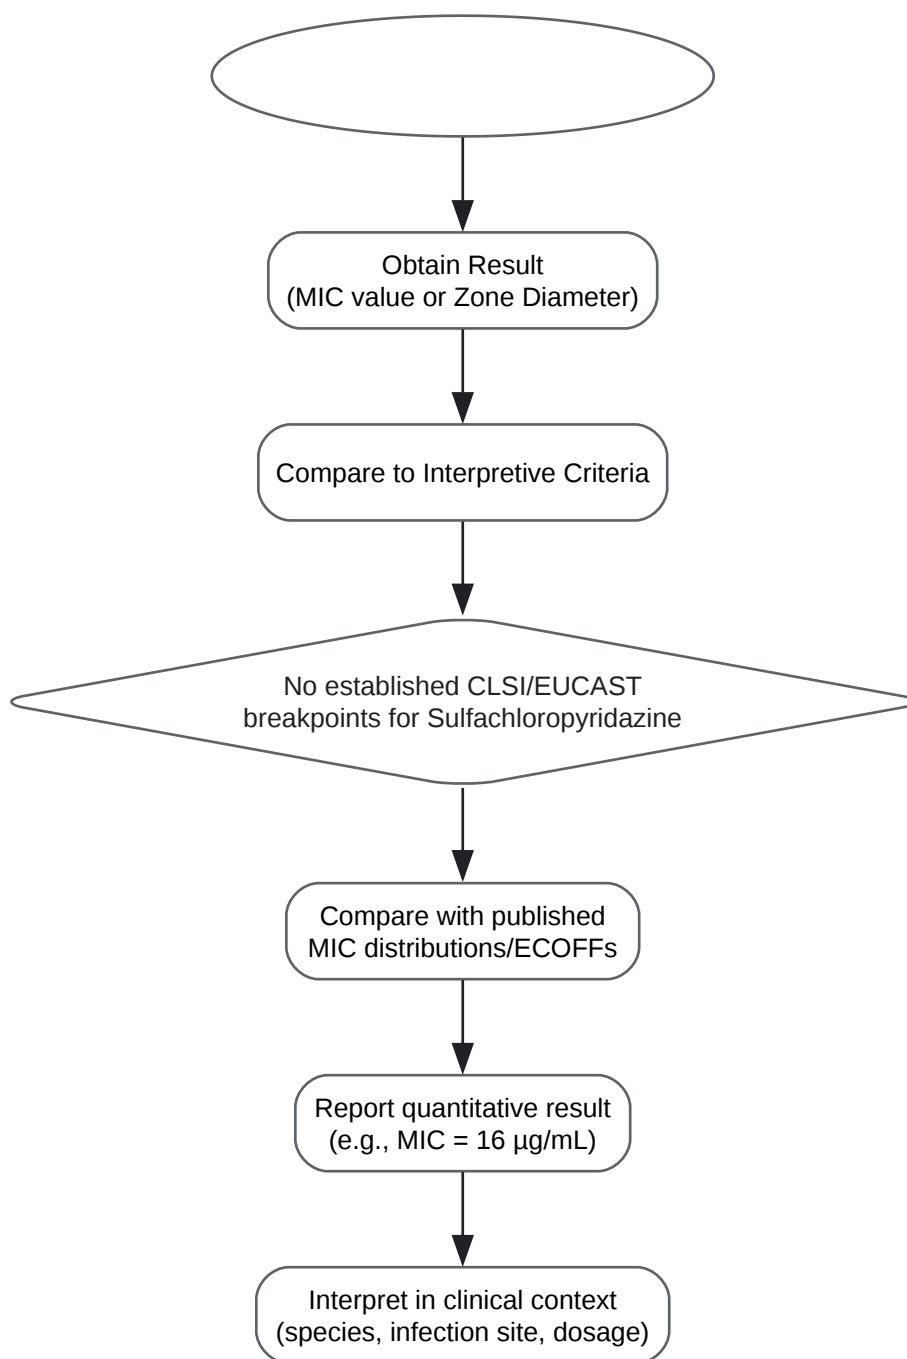 Obtain Result
(MIC value or Zone Diameter)
Compare to Interpretive Criteria
No established CLSI/EUCAST
breakpoints for Sulfachloropyridazine
Compare with published
MIC distributions/ECOFFs
Report quantitative result
(e.g., MIC = 16 µg/mL)
Interpret in clinical context
(species, infection site, dosage)